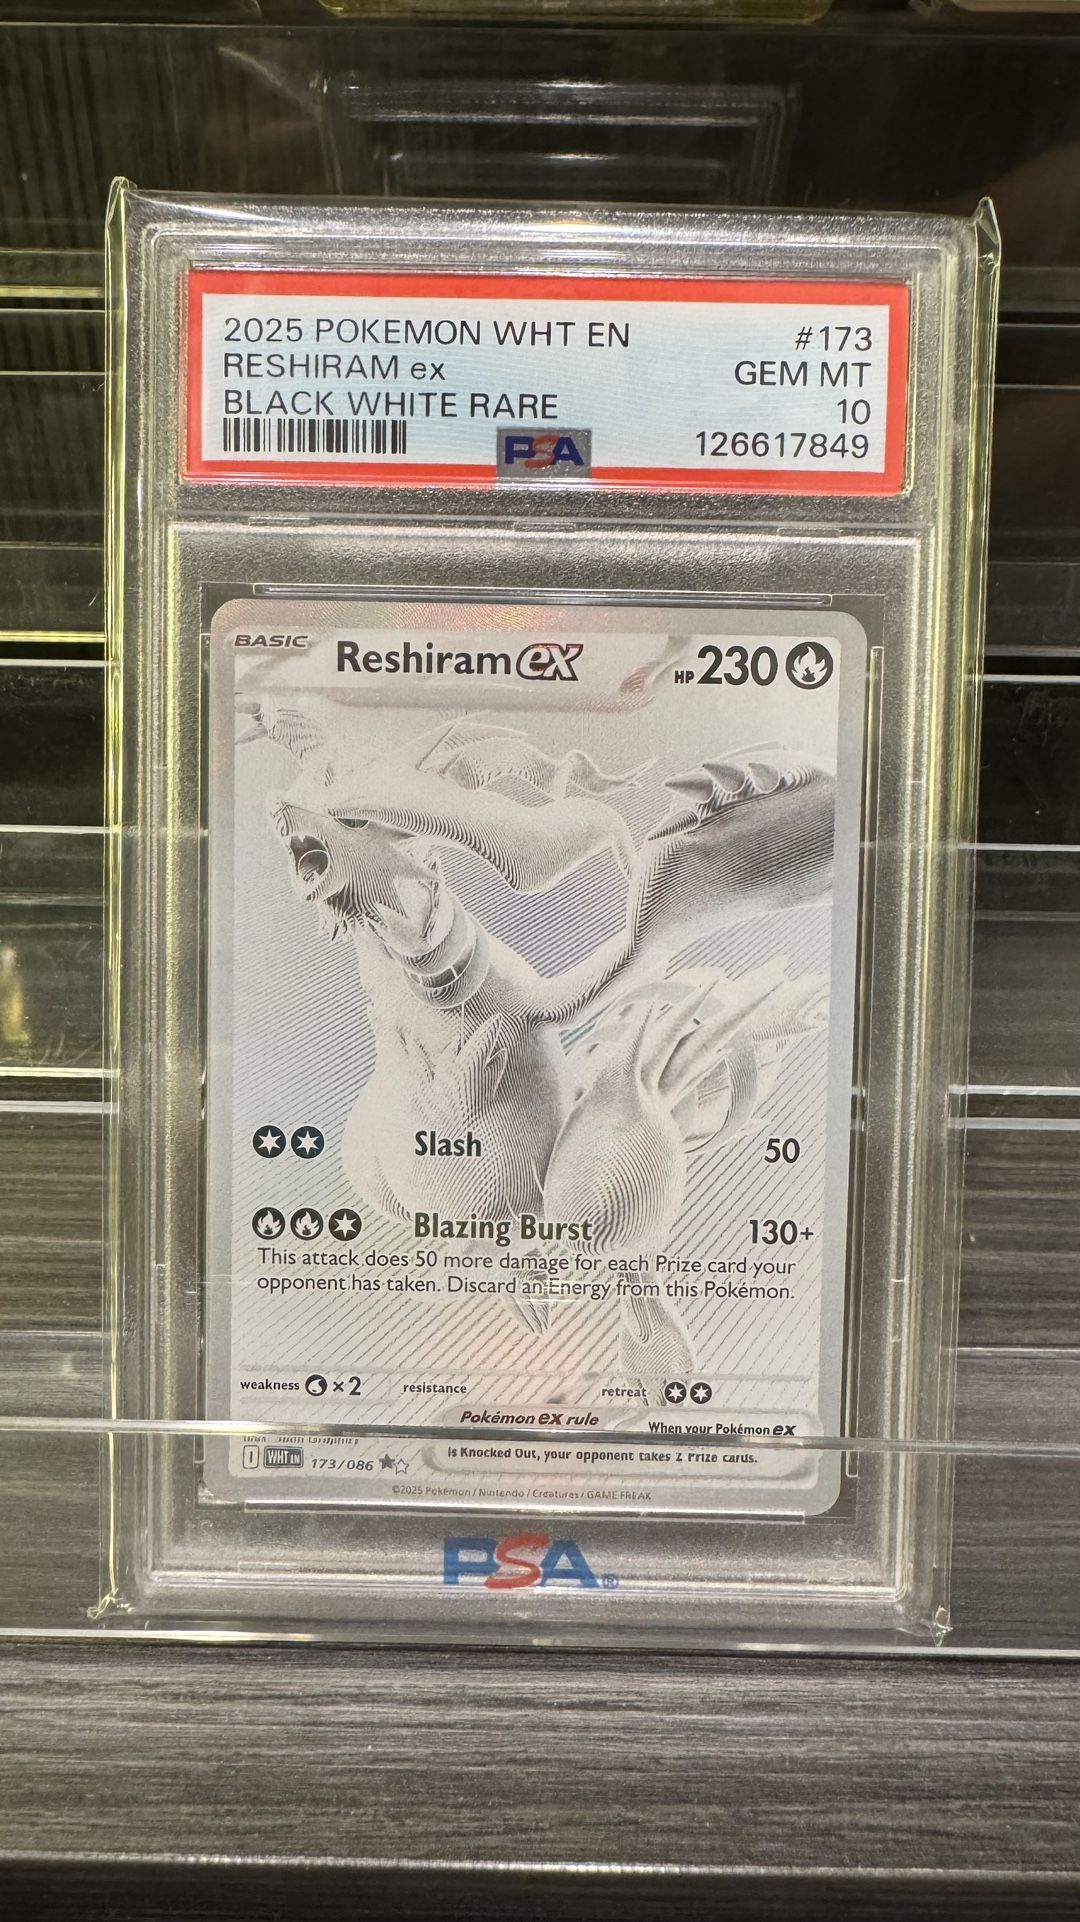 2025 POKEMON WHT EN #173
RESHIRAM ex GEM MT
BLACK WHITE RARE 10
126617849
PSA
BASIC Reshiram ex HP 230
Slash 50
Blazing Burst 130+
This attack does 50 more damage for each Prize card your
opponent has taken. Discard an Energy from this Pokémon.
weakness ×2 resistance retreat
Pokémon ex rule When your Pokémon ex
is Knocked Out, your opponent takes 2 Prize cards.
I WHT EN 173/086
©2025 Pokémon / Nintendo / Creatures / GAME FREAK
PSA®